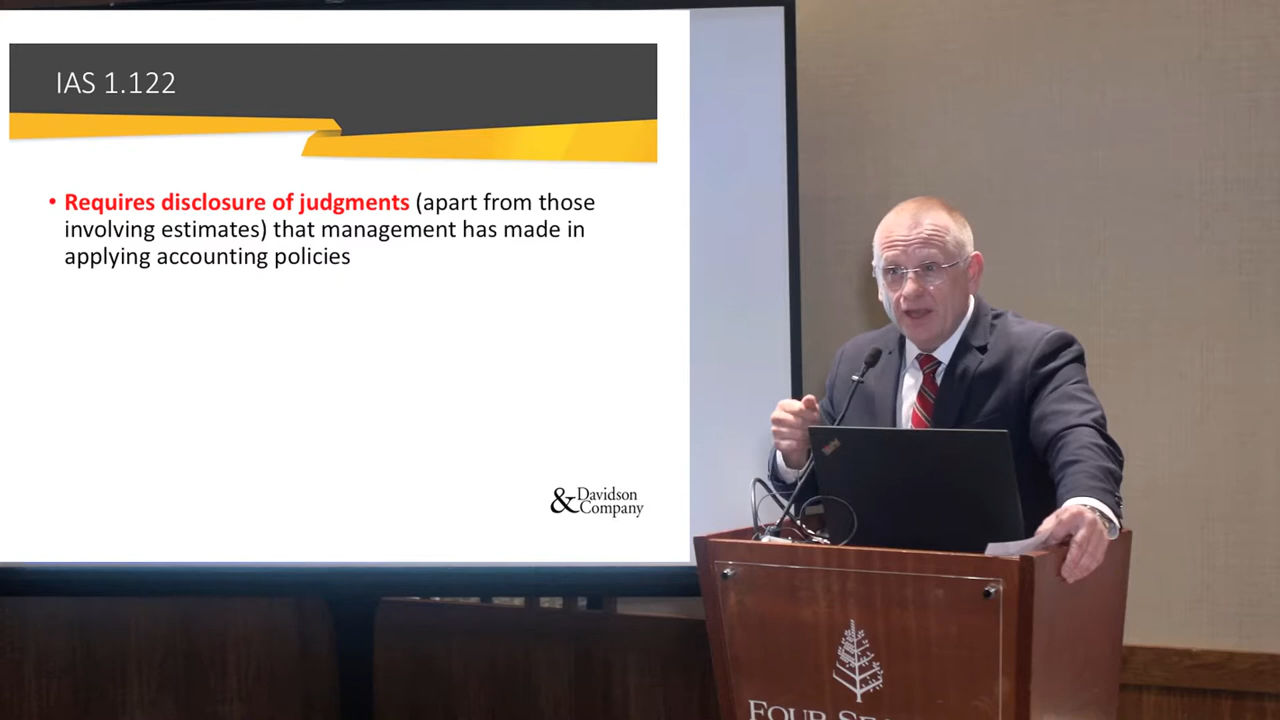 IAS 1.122
• Requires disclosure of judgments (apart from those
involving estimates) that management has made in
applying accounting policies
& Davidson
Company
FOUR